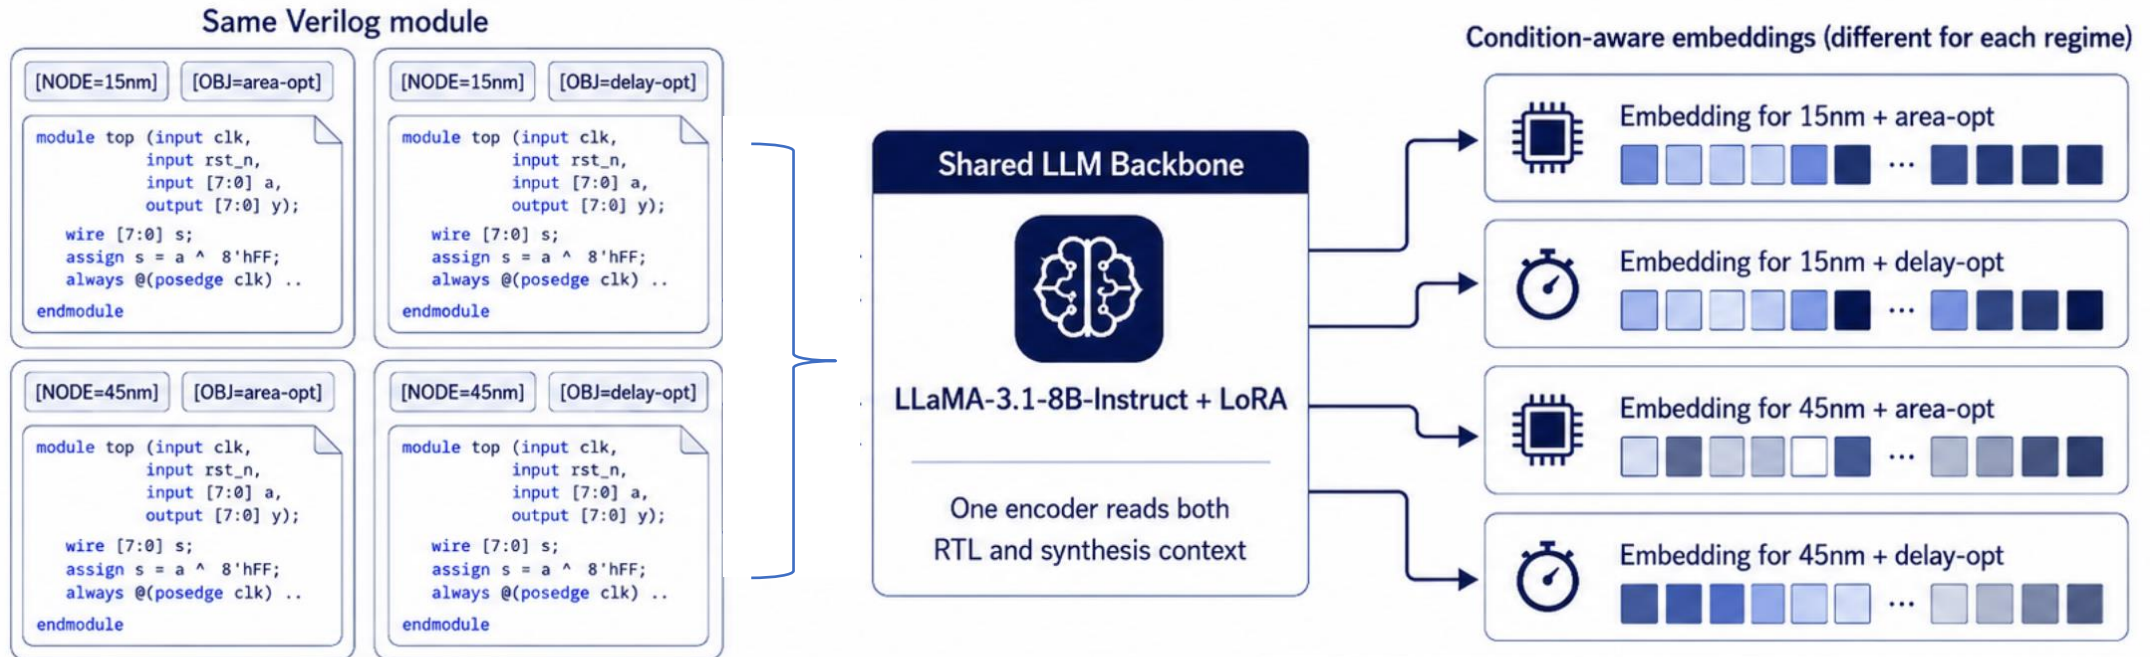 Same Verilog module
[NODE=15nm] [OBJ=area-opt]
module top (input clk,
input rst_n,
input [7:0] a,
output [7:0] y);
wire [7:0] s;
assign s = a ^ 8'hFF;
always @(posedge clk) ..
endmodule
[NODE=15nm] [OBJ=delay-opt]
module top (input clk,
input rst_n,
input [7:0] a,
output [7:0] y);
wire [7:0] s;
assign s = a ^ 8'hFF;
always @(posedge clk) ..
endmodule
[NODE=45nm] [OBJ=area-opt]
module top (input clk,
input rst_n,
input [7:0] a,
output [7:0] y);
wire [7:0] s;
assign s = a ^ 8'hFF;
always @(posedge clk) ..
endmodule
[NODE=45nm] [OBJ=delay-opt]
module top (input clk,
input rst_n,
input [7:0] a,
output [7:0] y);
wire [7:0] s;
assign s = a ^ 8'hFF;
always @(posedge clk) ..
endmodule
Shared LLM Backbone
LLaMA-3.1-8B-Instruct + LoRA
One encoder reads both
RTL and synthesis context
Condition-aware embeddings (different for each regime)
Embedding for 15nm + area-opt
...
Embedding for 15nm + delay-opt
...
Embedding for 45nm + area-opt
...
Embedding for 45nm + delay-opt
...